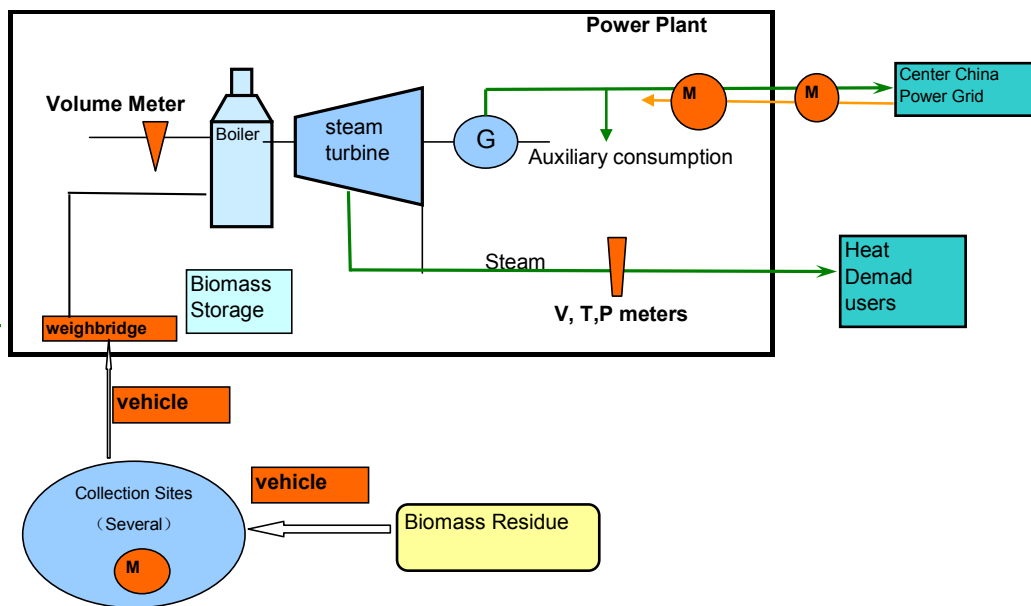 Power Plant
Volume Meter
Boiler
steam
turbine
G
M
M
Center China
Power Grid
Auxiliary consumption
Steam
V, T,P meters
Heat
Demad
users
Biomass
Storage
weighbridge
vehicle
vehicle
Collection Sites
（Several）
M
Biomass Residue